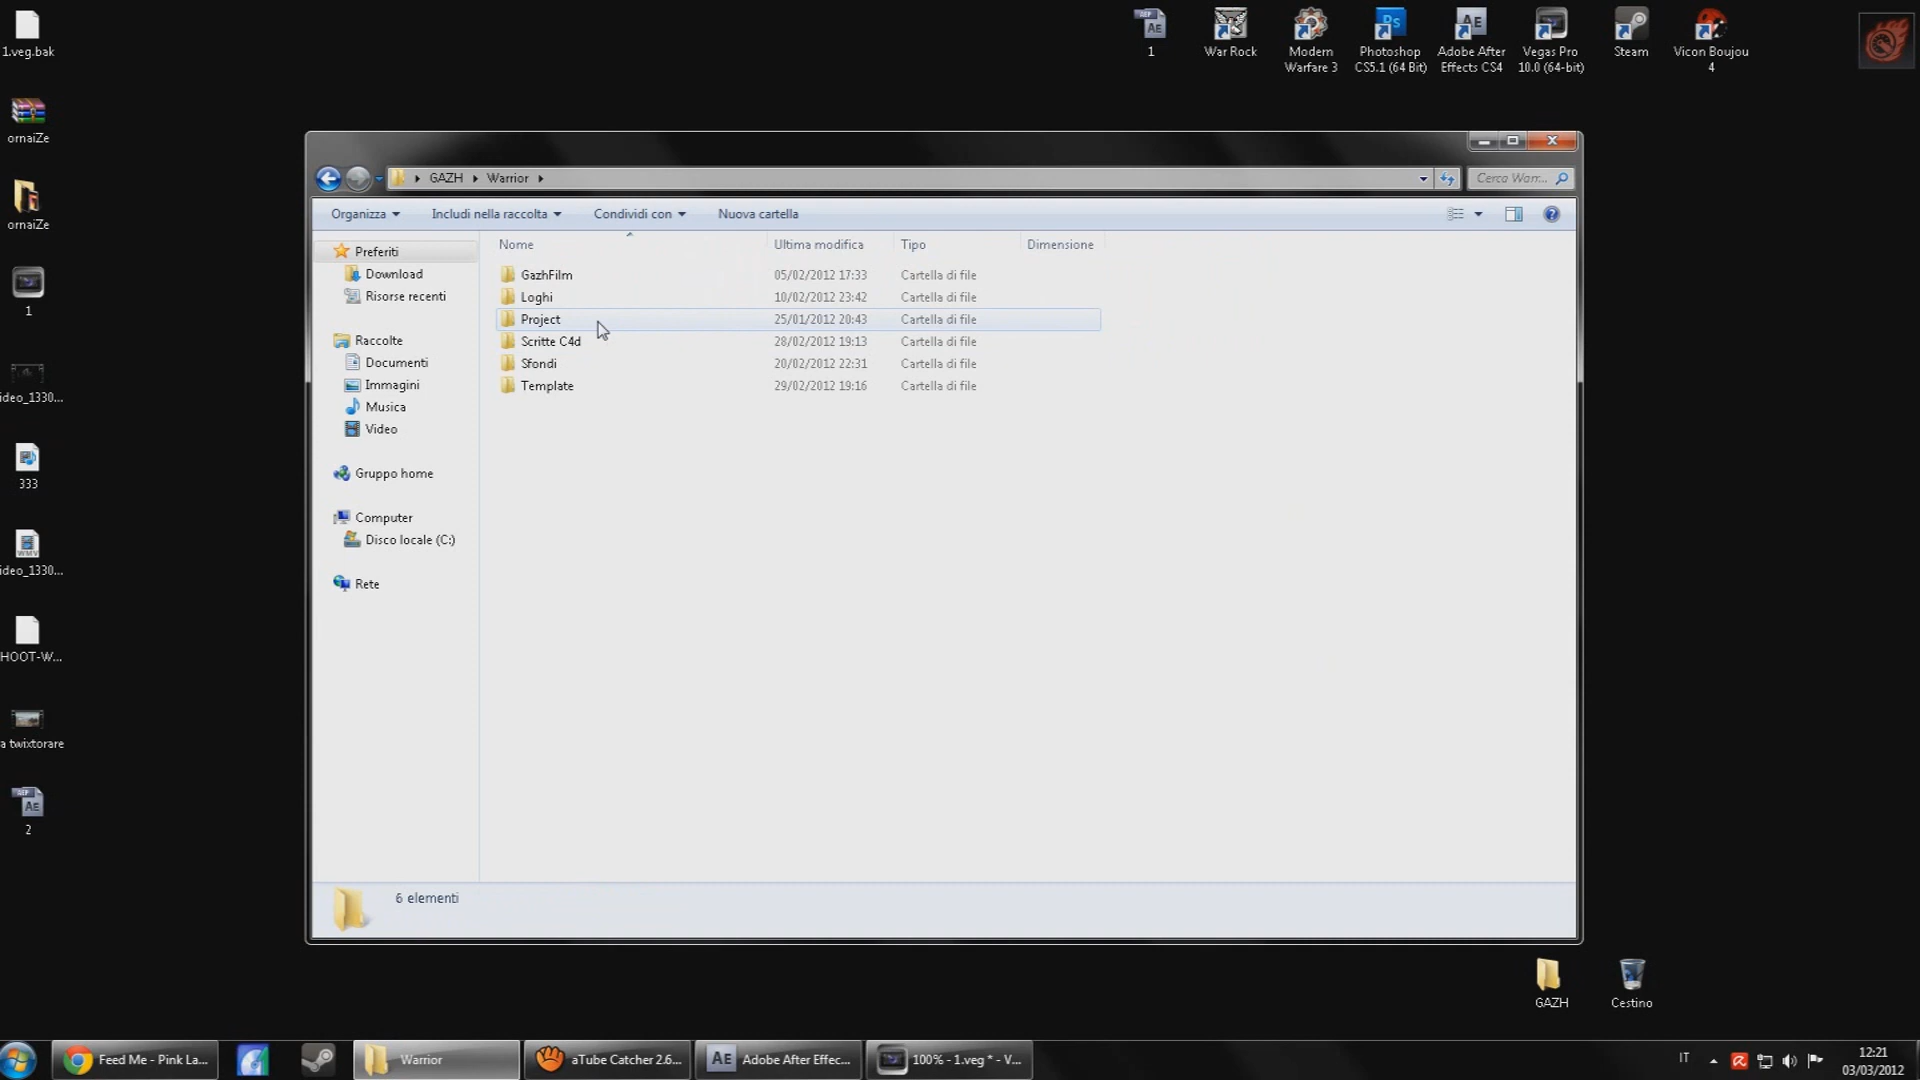 1.veg.bak
ornaiZe
ornaiZe
1
ideo_1330...
333
ideo_1330...
HOOT-W...
a twixtorare
AEP
AE
2
AEP
AE
1
War Rock
Modern
Warfare 3
Ps
Photoshop
CS5.1 (64 Bit)
AE
Adobe After
Effects CS4
Vegas Pro
10.0 (64-bit)
Steam
Vicon Boujou
4
GAZH
Warrior
Cerca Warr...
Organizza
Includi nella raccolta
Condividi con
Nuova cartella
Preferiti
Download
Risorse recenti
Raccolte
Documenti
Immagini
Musica
Video
Gruppo home
Computer
Disco locale (C:)
Rete
Nome Ultima modifica Tipo Dimensione
GazhFilm 05/02/2012 17:33 Cartella di file
Loghi 10/02/2012 23:42 Cartella di file
Project 25/01/2012 20:43 Cartella di file
Scritte C4d 28/02/2012 19:13 Cartella di file
Sfondi 20/02/2012 22:31 Cartella di file
Template 29/02/2012 19:16 Cartella di file
6 elementi
GAZH
Cestino
Feed Me - Pink La...
Warrior
aTube Catcher 2.6...
AE
Adobe After Effec...
100% - 1.veg * - V...
IT
12:21
03/03/2012